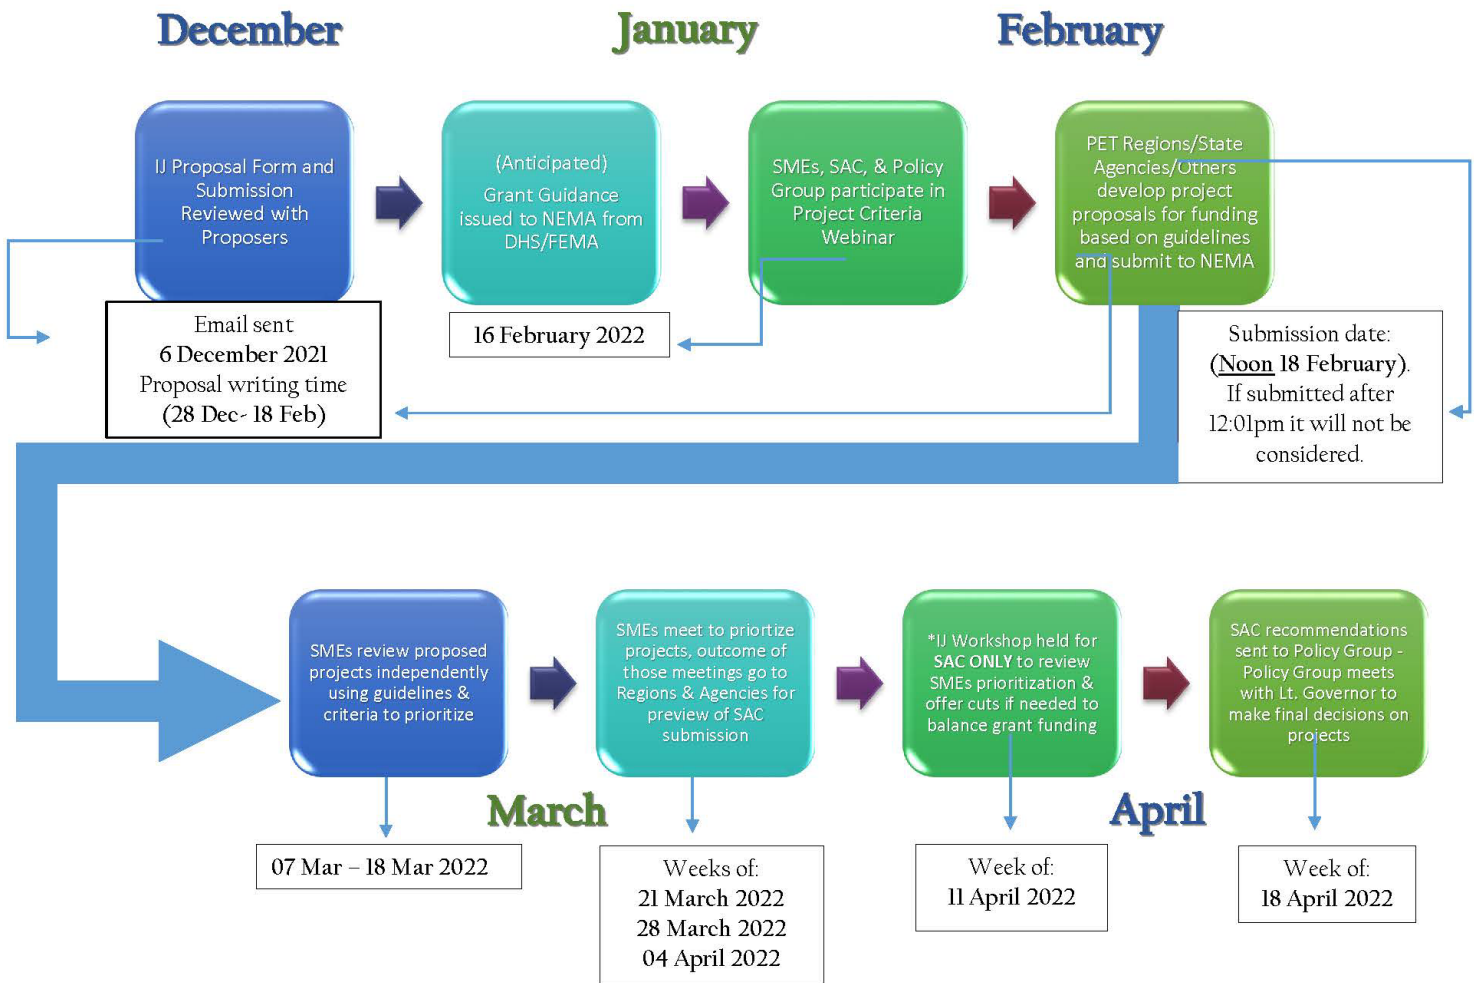 December
January
February
IJ Proposal Form and
Submission
Reviewed with
Proposers
(Anticipated)
Grant Guidance
issued to NEMA from
DHS/FEMA
SMEs, SAC, & Policy
Group participate in
Project Criteria
Webinar
PET Regions/State
Agencies/Others
develop project
proposals for funding
based on guidelines
and submit to NEMA
Email sent
6 December 2021
Proposal writing time
(28 Dec- 18 Feb)
16 February 2022
Submission date:
(Noon 18 February).
If submitted after
12:01pm it will not be
considered.
SMEs review proposed
projects independently
using guidelines &
criteria to prioritize
SMEs meet to priortize
projects, outcome of
those meetings go to
Regions & Agencies for
preview of SAC
submission
*IJ Workshop held for
SAC ONLY to review
SMEs prioritization &
offer cuts if needed to
balance grant funding
SAC recommendations
sent to Policy Group -
Policy Group meets
with Lt. Governor to
make final decisions on
projects
March
April
07 Mar – 18 Mar 2022
Weeks of:
21 March 2022
28 March 2022
04 April 2022
Week of:
11 April 2022
Week of:
18 April 2022